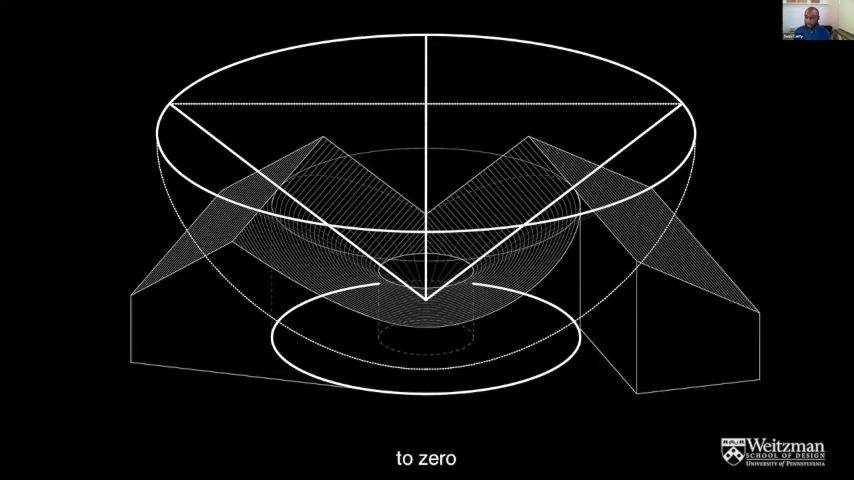 to zero
Weitzman
SCHOOL OF DESIGN
UNIVERSITY OF PENNSYLVANIA